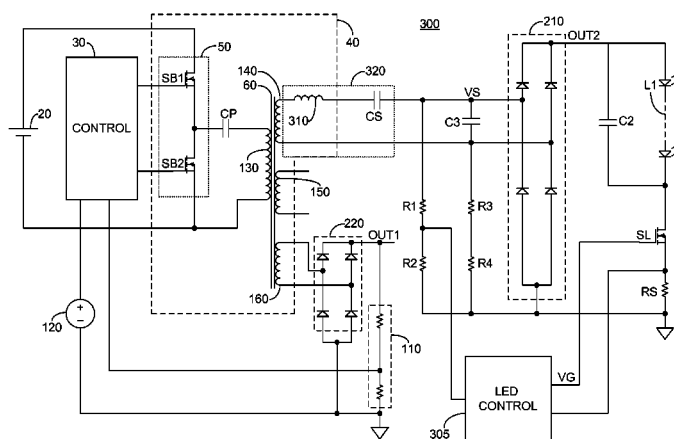 300
210
OUT2
30
50
40
320
140
60
SB1
VS
L1
310
CS
20
CP
C3
C2
CONTROL
SB2
130
150
R1
R3
SL
220
OUT1
R2
R4
RS
160
120
+
−
110
VG
LED
CONTROL
305